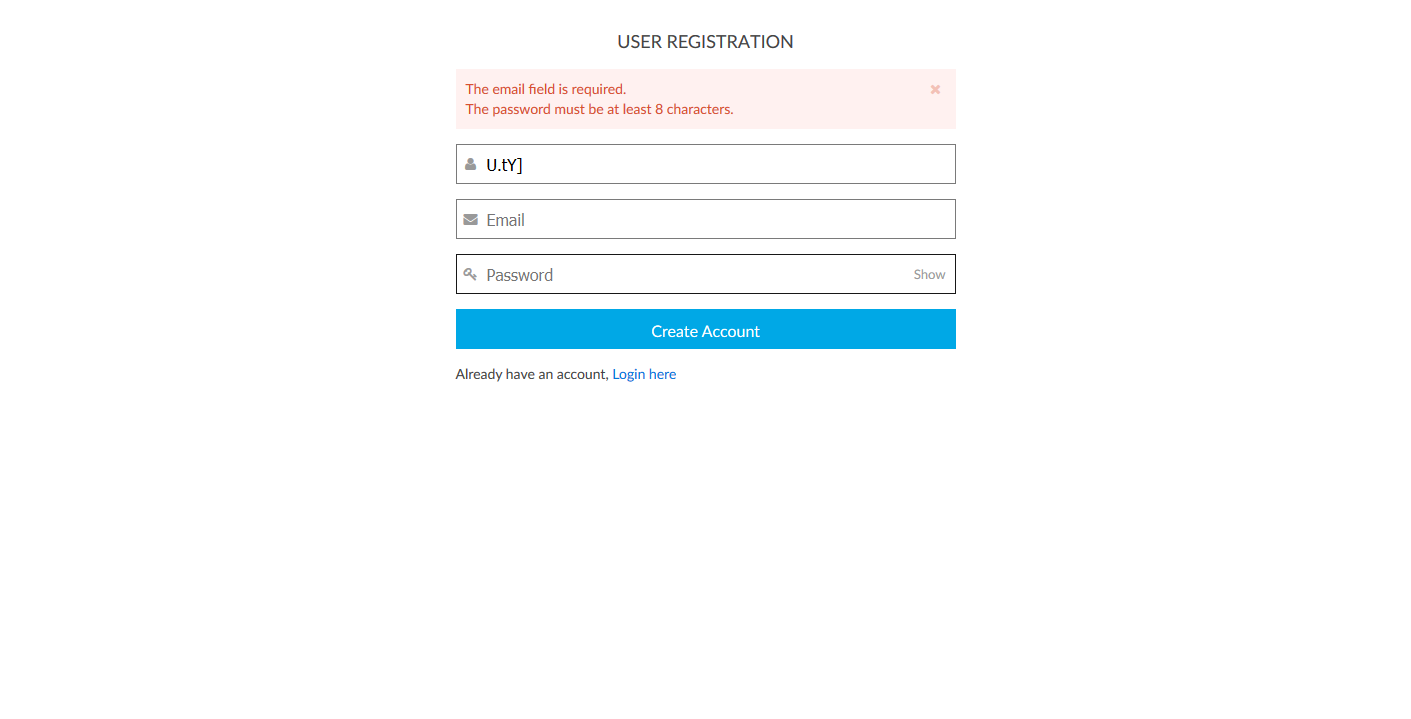 USER REGISTRATION
The email field is required.
The password must be at least 8 characters.
U.tY]
Email
Password Show
Create Account
Already have an account, Login here